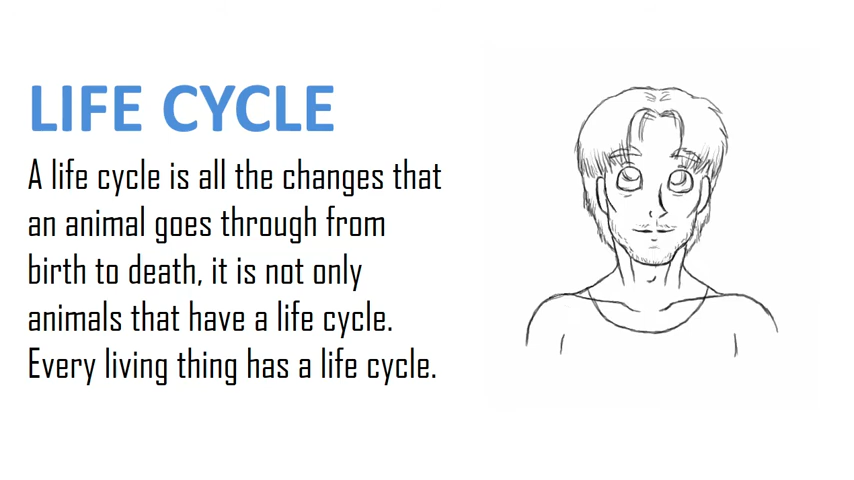 LIFE CYCLE
A life cycle is all the changes that
an animal goes through from
birth to death, it is not only
animals that have a life cycle.
Every living thing has a life cycle.